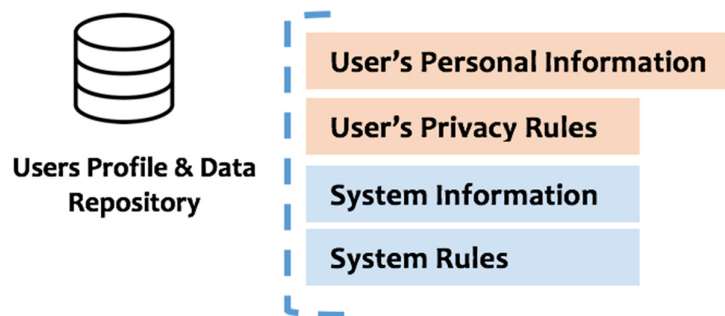 Users Profile & Data
Repository
User's Personal Information
User's Privacy Rules
System Information
System Rules